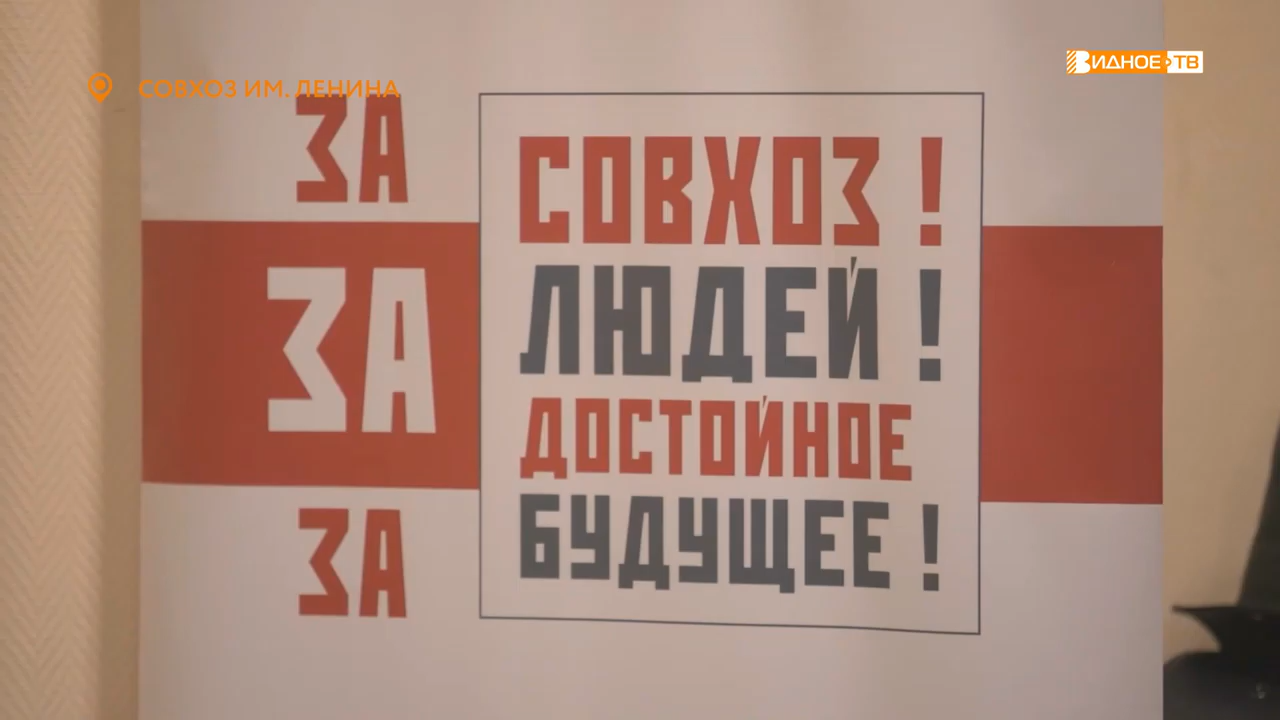 СОВХОЗ ИМ. ЛЕНИНА
ВИДНОЕ ТВ
ЗА СОВХОЗ !
ЗА ЛЮДЕЙ !
ДОСТОЙНОЕ
ЗА БУДУЩЕЕ !